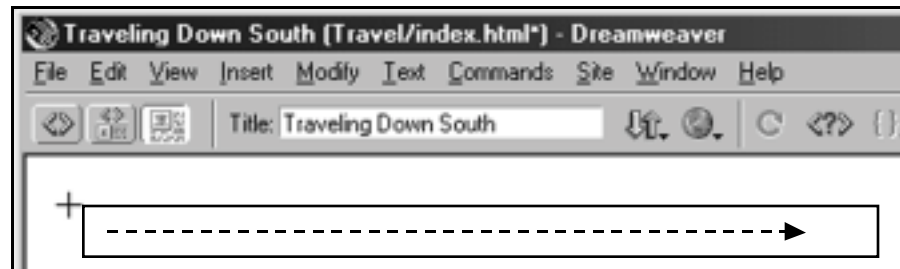 Traveling Down South (Travel/index.html*) - Dreamweaver
File Edit View Insert Modify Text Commands Site Window Help
Title: Traveling Down South